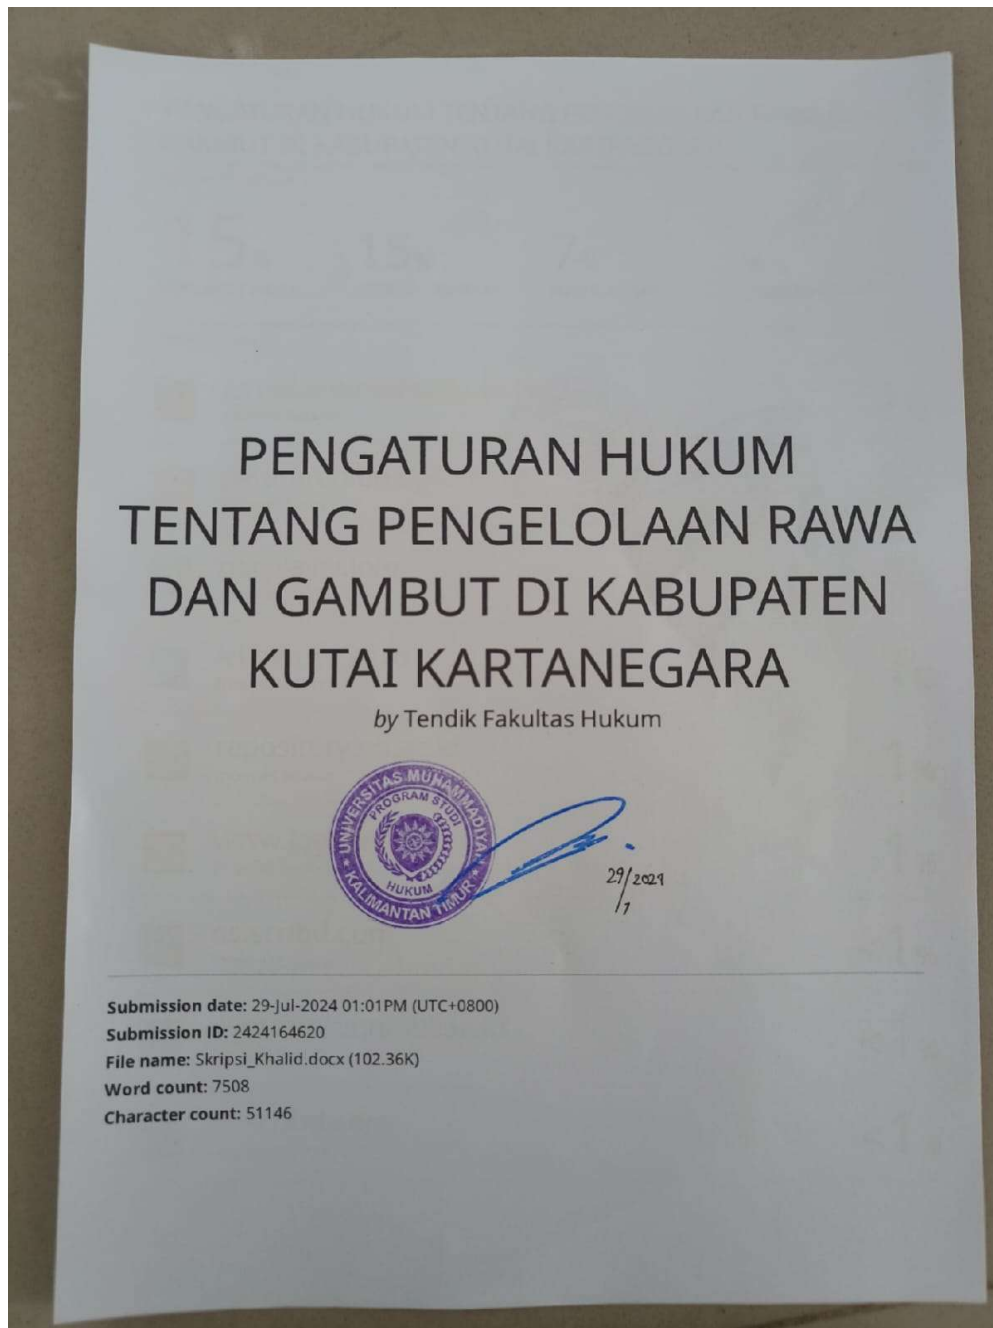 PENGATURAN HUKUM
TENTANG PENGELOLAAN RAWA
DAN GAMBUT DI KABUPATEN
KUTAI KARTANEGARA
by Tendik Fakultas Hukum
UNIVERSITAS MUHAMMADIYAH
PROGRAM STUDI
HUKUM
KALIMANTAN TIMUR
29/2024
/7
Submission date: 29-Jul-2024 01:01PM (UTC+0800)
Submission ID: 2424164620
File name: Skripsi_Khalid.docx (102.36K)
Word count: 7508
Character count: 51146